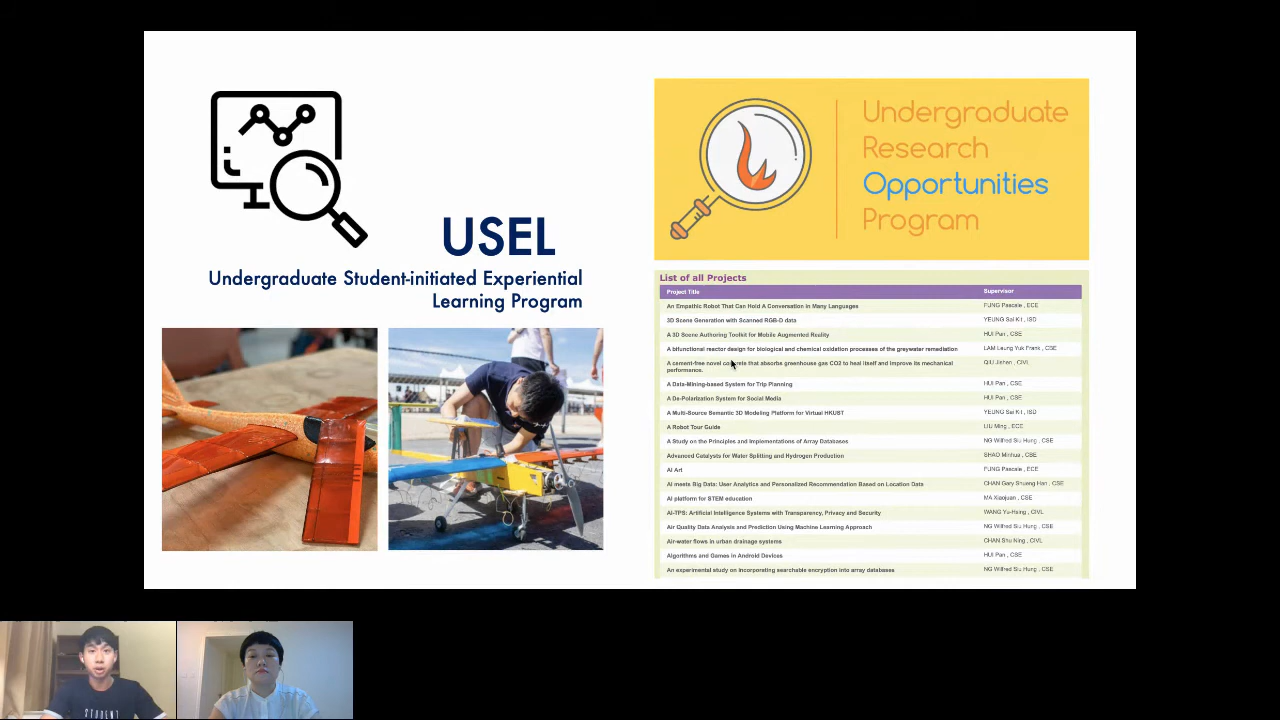 USEL
Undergraduate Student-initiated Experiential
Learning Program
Undergraduate
Research
Opportunities
Program
List of all Projects
Project Title Supervisor
An Empathic Robot That Can Hold A Conversation in Many Languages FUNG Pascale , ECE
3D Scene Generation with Scanned RGB-D data YEUNG Sai Kit , ISD
A 3D Scene Authoring Toolkit for Mobile Augmented Reality HUI Pan , CSE
A bifunctional reactor design for biological and chemical oxidation processes of the greywater remediation LAM Leung Yuk Frank , CSE
A cement-free novel concrete that absorbs greenhouse gas CO2 to heal itself and improve its mechanical QIU Jishen , CIVL
performance.
A Data-Mining-based System for Trip Planning HUI Pan , CSE
A De-Polarization System for Social Media HUI Pan , CSE
A Multi-Source Semantic 3D Modeling Platform for Virtual HKUST YEUNG Sai Kit , ISD
A Robot Tour Guide LIU Ming , ECE
A Study on the Principles and Implementations of Array Databases NG Wilfred Siu Hung , CSE
Advanced Catalysts for Water Splitting and Hydrogen Production SHAO Minhua , CSE
AI Art FUNG Pascale , ECE
AI meets Big Data: User Analytics and Personalized Recommendation Based on Location Data CHAN Gary Shueng Han , CSE
AI platform for STEM education MA Xiaojuan , CSE
AI-TPS: Artificial Intelligence Systems with Transparency, Privacy and Security WANG Yu-Hsing , CIVL
Air Quality Data Analysis and Prediction Using Machine Learning Approach NG Wilfred Siu Hung , CSE
Air-water flows in urban drainage systems CHAN Shu Ning , CIVL
Algorithms and Games in Android Devices HUI Pan , CSE
An experimental study on incorporating searchable encryption into array databases NG Wilfred Siu Hung , CSE
STUDENT